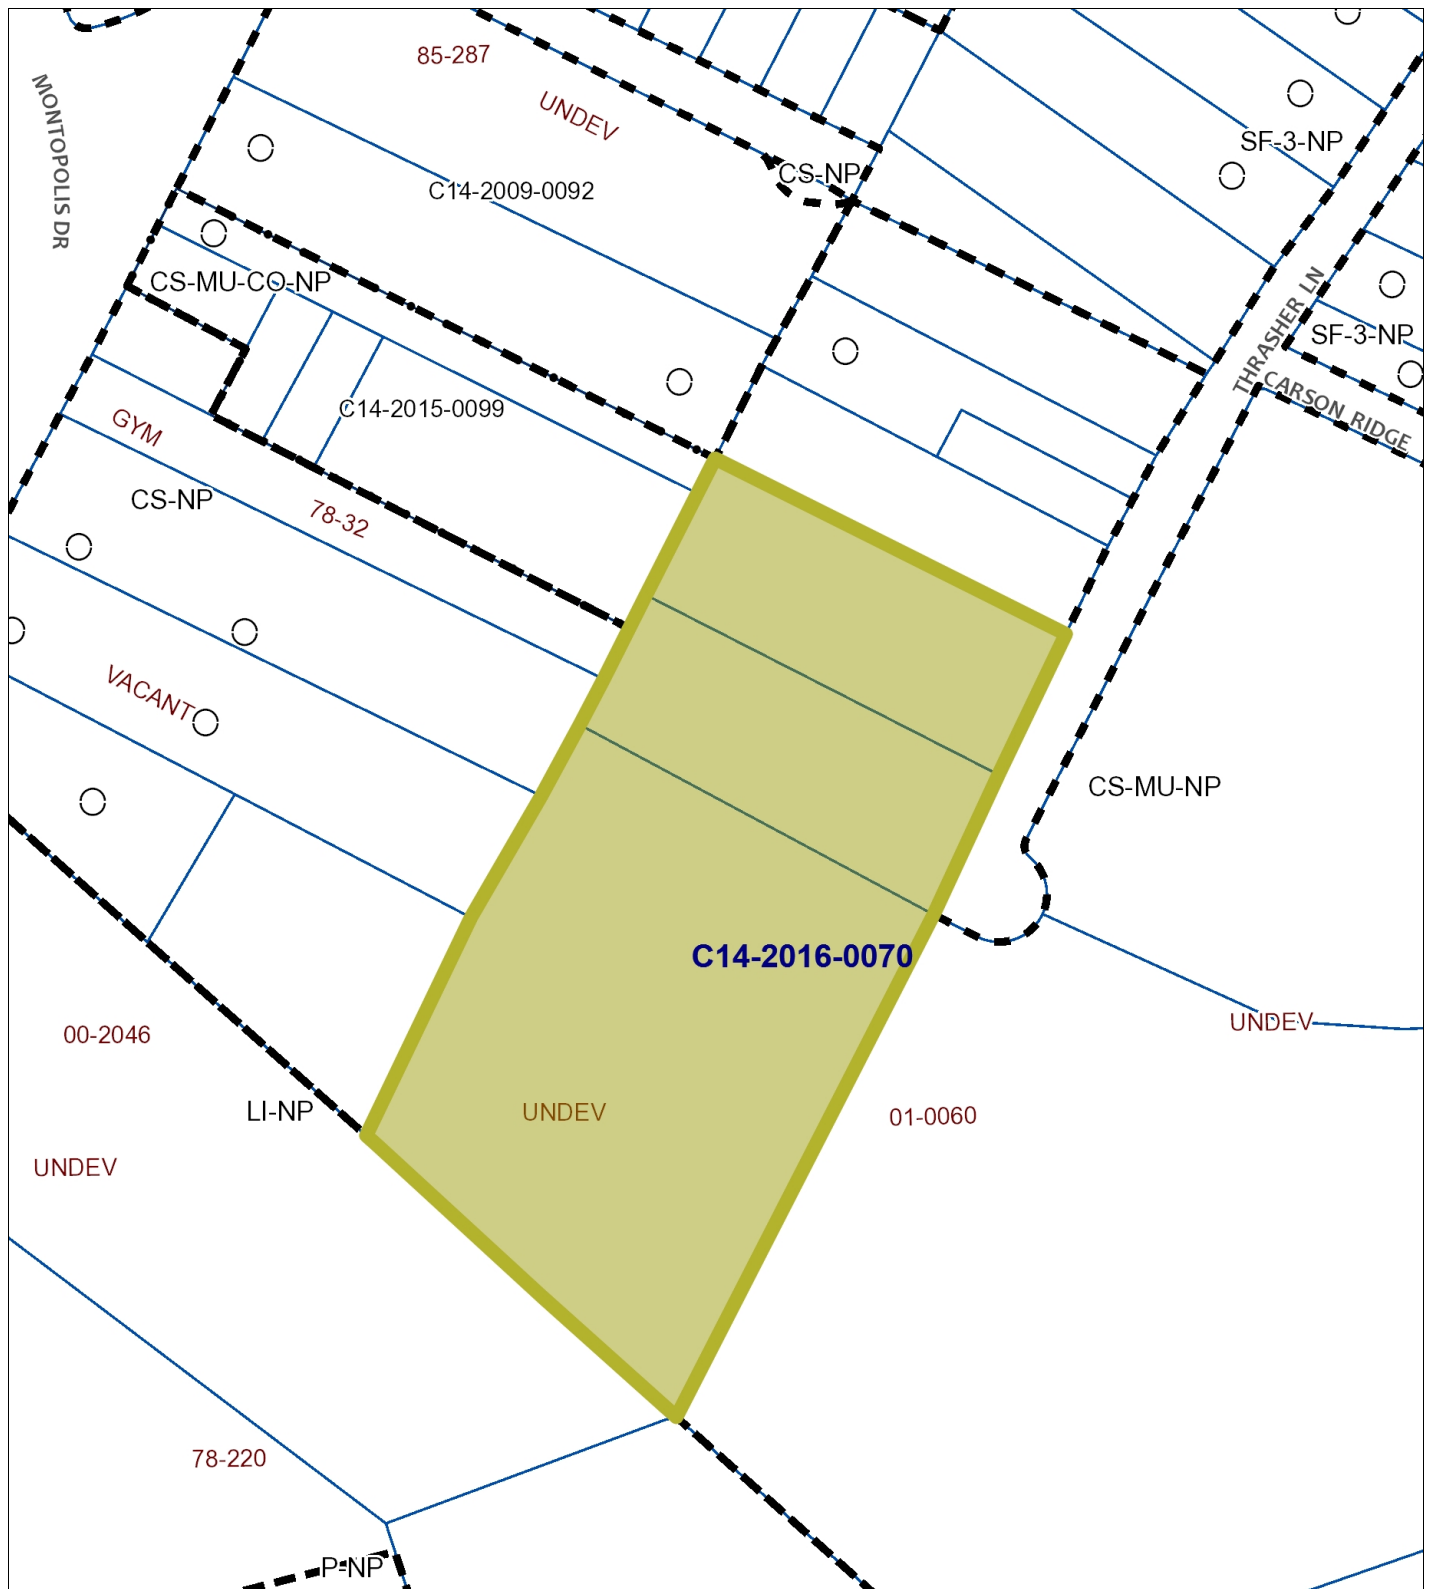 85-287
MONTOPOLIS DR
UNDEV
SF-3-NP
CS-NP
C14-2009-0092
CS-MU-CO-NP
THRASHER LN
SF-3-NP
CARSON RIDGE
C14-2015-0099
GYM
CS-NP
78-32
VACANT
CS-MU-NP
C14-2016-0070
UNDEV
00-2046
LI-NP
UNDEV
01-0060
UNDEV
78-220
P-NP